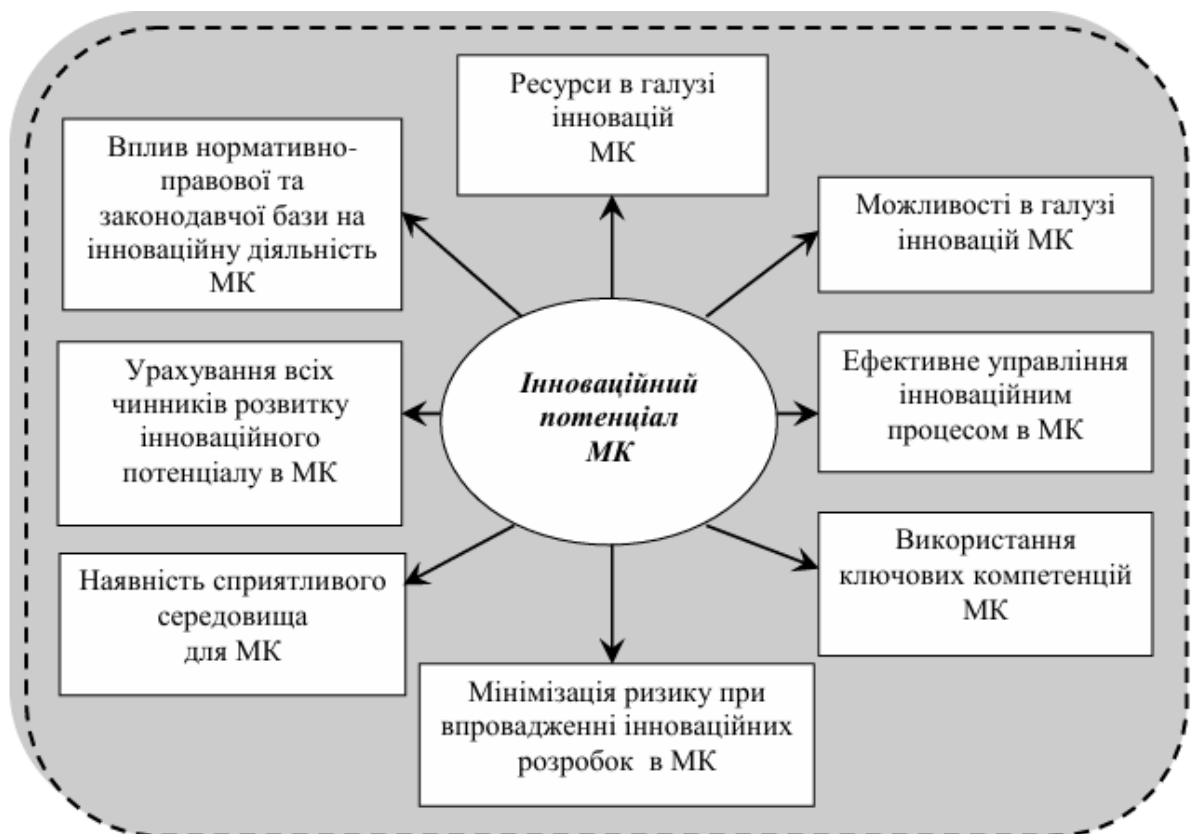 Ресурси в галузі
інновацій
МК
Вплив нормативно-
правової та
законодавчої бази на
інноваційну діяльність
МК
Можливості в галузі
інновацій МК
Урахування всіх
чинників розвитку
інноваційного
потенціалу в МК
Інноваційний
потенціал
МК
Ефективне управління
інноваційним
процесом в МК
Наявність сприятливого
середовища
для МК
Використання
ключових компетенцій
МК
Мінімізація ризику при
впровадженні інноваційних
розробок в МК